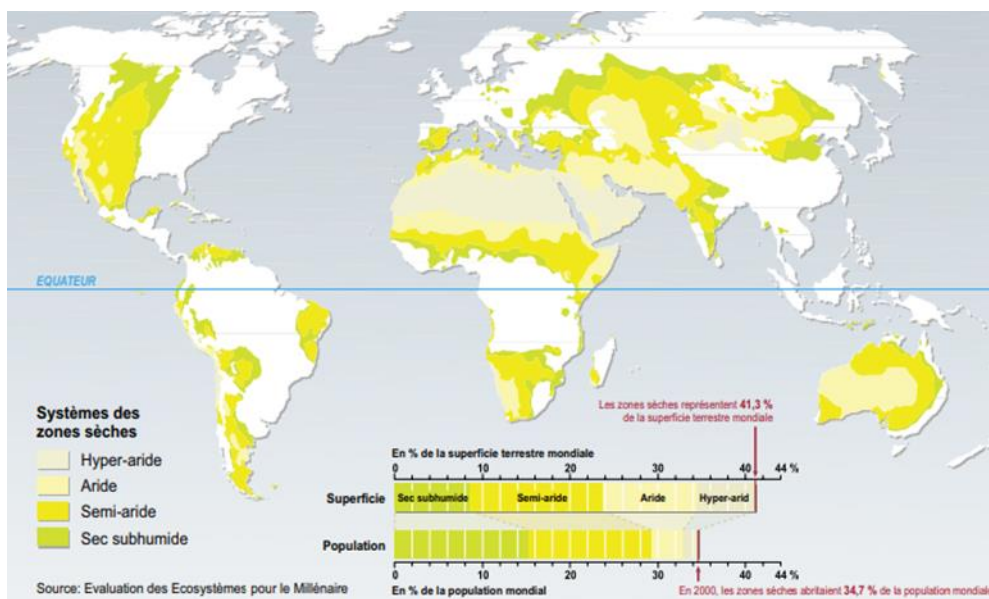 EQUATEUR
Systèmes des
zones sèches
Hyper-aride
Aride
Semi-aride
Sec subhumide
Source: Evaluation des Ecosystèmes pour le Millénaire
Les zones sèches représentent 41,3 %
de la superficie terrestre mondiale
En % de la superficie terrestre mondiale
0 10 20 30 40 44 %
Superficie Sec subhumide Semi-aride Aride Hyper-arid
Population
0 10 20 30 40 44 %
En % de la population mondial
En 2000, les zones sèches abritaient 34,7 % de la population mondiale